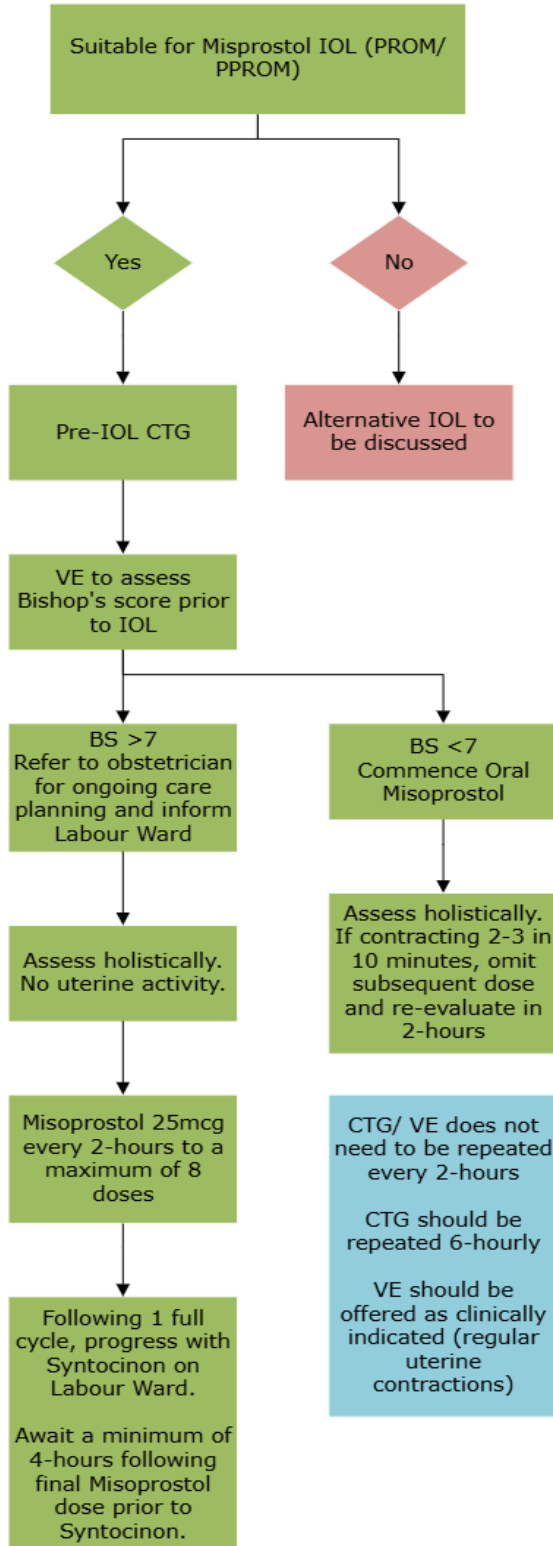 Suitable for Misprostol IOL (PROM/
PPROM)
Yes
No
Pre-IOL CTG
Alternative IOL to
be discussed
VE to assess
Bishop's score prior
to IOL
BS >7
Refer to obstetrician
for ongoing care
planning and inform
Labour Ward
BS <7
Commence Oral
Misoprostol
Assess holistically.
No uterine activity.
Assess holistically.
If contracting 2-3 in
10 minutes, omit
subsequent dose
and re-evaluate in
2-hours
Misoprostol 25mcg
every 2-hours to a
maximum of 8
doses
CTG/ VE does not
need to be repeated
every 2-hours
CTG should be
repeated 6-hourly
VE should be
offered as clinically
indicated (regular
uterine
contractions)
Following 1 full
cycle, progress with
Syntocinon on
Labour Ward.
Await a minimum of
4-hours following
final Misoprostol
dose prior to
Syntocinon.